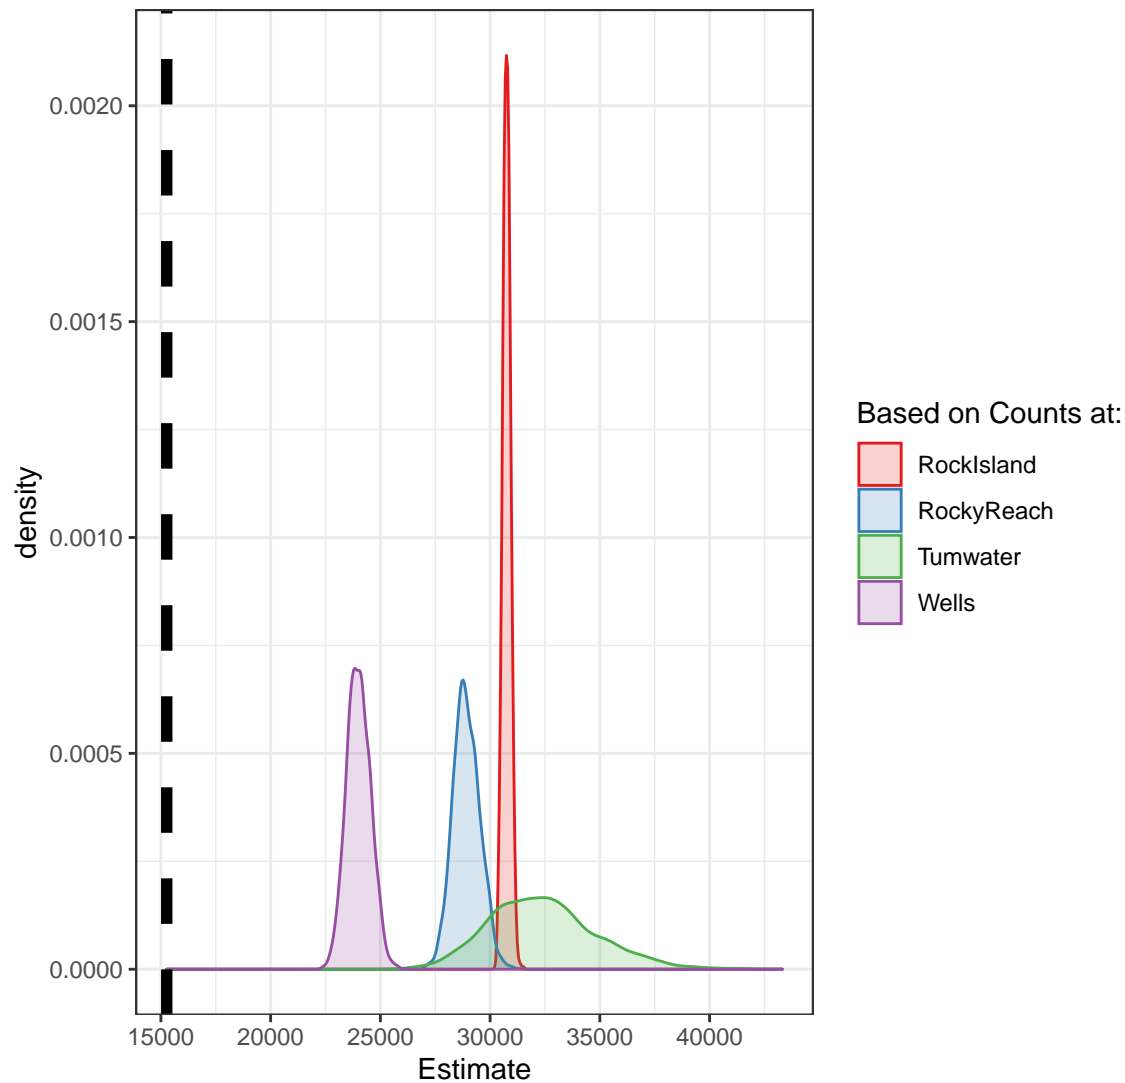 0.0020
0.0015
0.0010
0.0005
0.0000
density
15000 20000 25000 30000 35000 40000
Estimate
Based on Counts at:
RockIsland
RockyReach
Tumwater
Wells